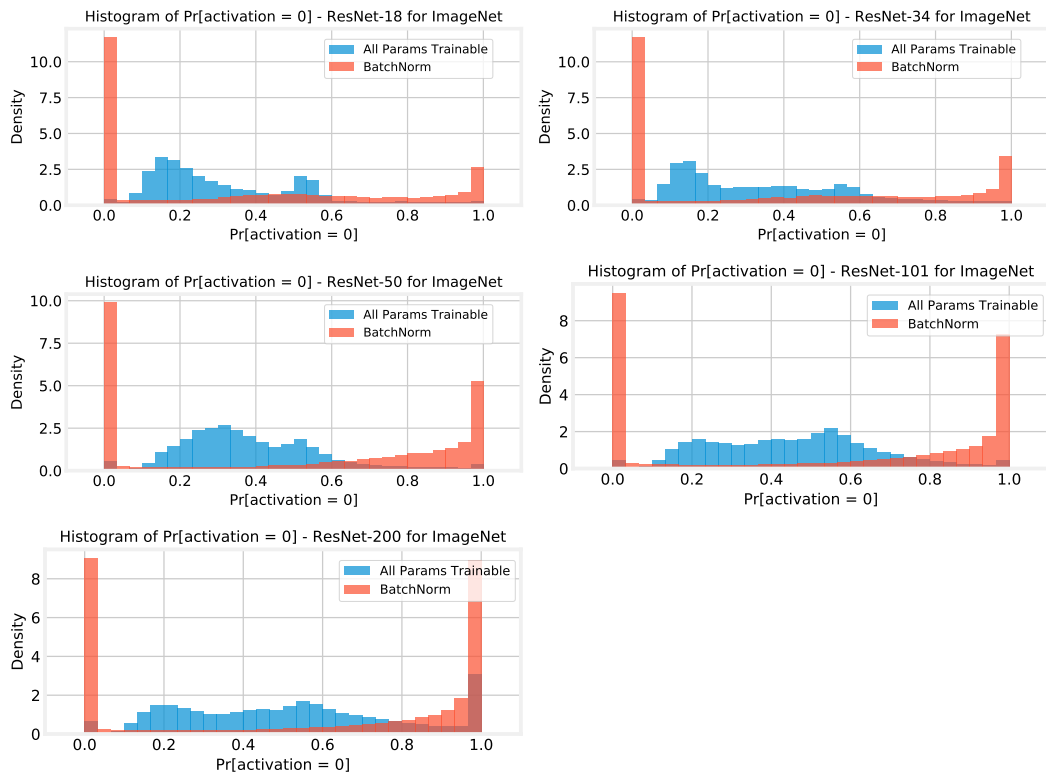 Histogram of Pr[activation = 0] - ResNet-18 for ImageNet
All Params Trainable
BatchNorm
Density
10.0
7.5
5.0
2.5
0.0
0.0 0.2 0.4 0.6 0.8 1.0
Pr[activation = 0]
Histogram of Pr[activation = 0] - ResNet-34 for ImageNet
All Params Trainable
BatchNorm
Density
10.0
7.5
5.0
2.5
0.0
0.0 0.2 0.4 0.6 0.8 1.0
Pr[activation = 0]
Histogram of Pr[activation = 0] - ResNet-50 for ImageNet
All Params Trainable
BatchNorm
Density
10.0
7.5
5.0
2.5
0.0
0.0 0.2 0.4 0.6 0.8 1.0
Pr[activation = 0]
Histogram of Pr[activation = 0] - ResNet-101 for ImageNet
All Params Trainable
BatchNorm
Density
8
6
4
2
0
0.0 0.2 0.4 0.6 0.8 1.0
Pr[activation = 0]
Histogram of Pr[activation = 0] - ResNet-200 for ImageNet
All Params Trainable
BatchNorm
Density
8
6
4
2
0
0.0 0.2 0.4 0.6 0.8 1.0
Pr[activation = 0]